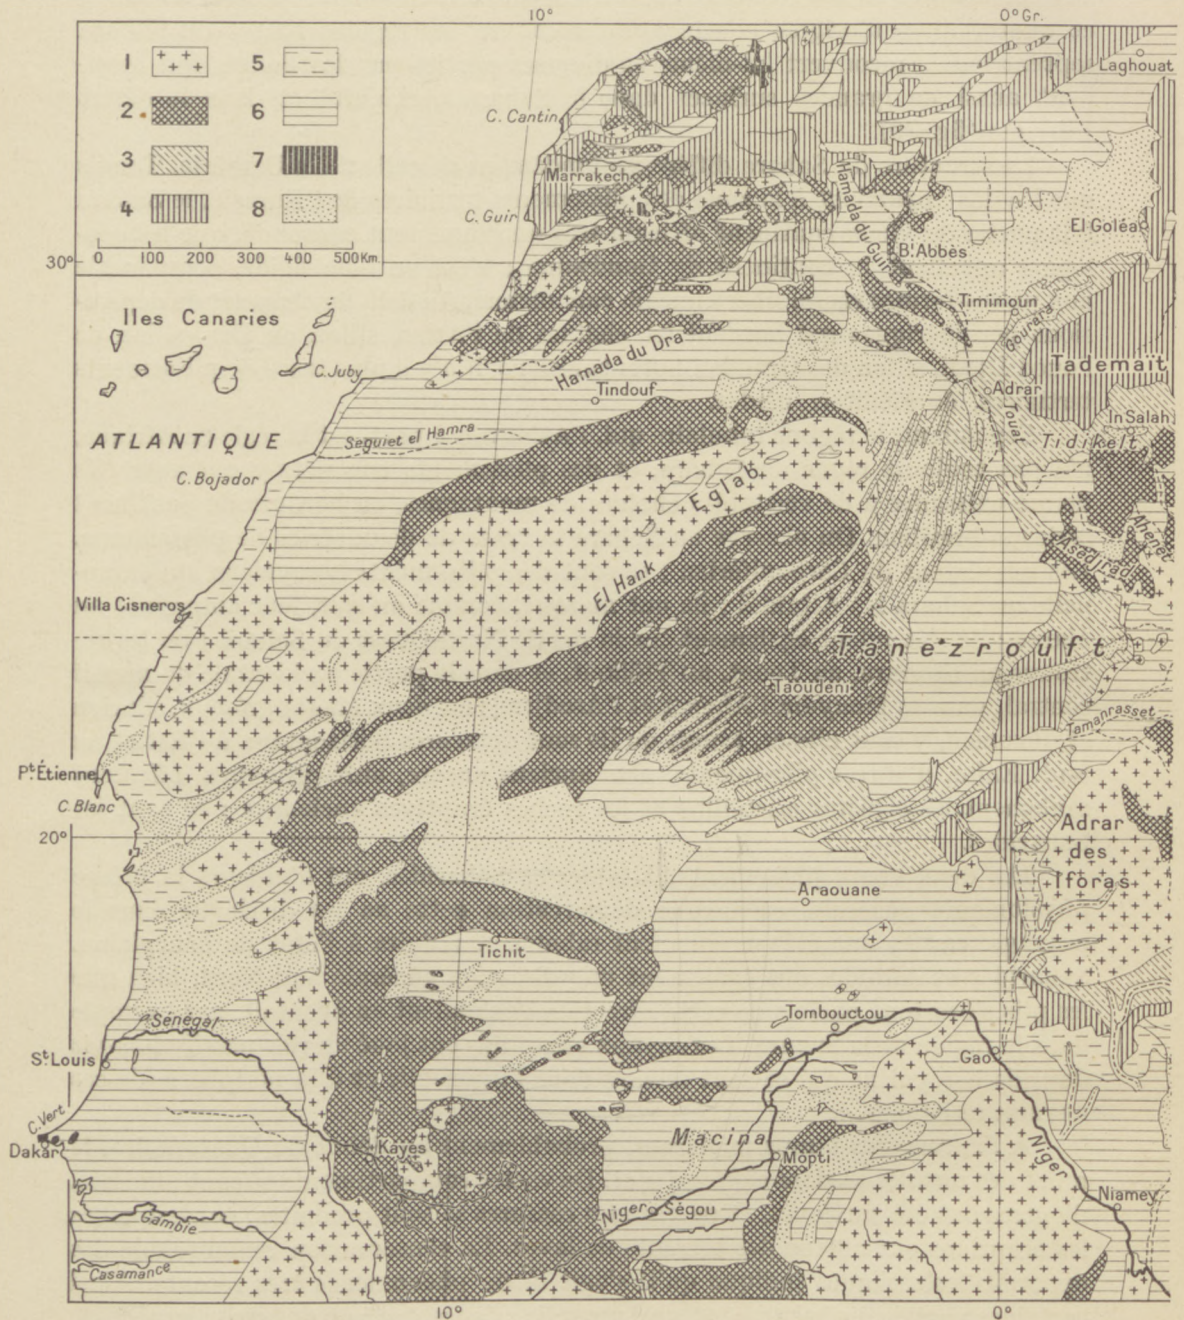 10°
0° Gr.
1
5
2
6
3
7
4
8
0 100 200 300 400 500 Km.
Laghouat
C. Cantin
Marrakech
C. Guir
Hamada du Guir
El Goléa
B. Abbès
30°
Timimoun
Iles Canaries
Gourara
C. Juby
Hamada du Dra
Tademaït
Tindouf
Adrar
In Salah
Touat
ATLANTIQUE
Seguiet el Hamra
Tidikelt
C. Bojador
Eglab
Ahenet
Asedjrad
El Hank
Villa Cisneros
Tanezrouft
Taoudeni
Tamanrasset
Pt. Étienne
C. Blanc
20°
Adrar
des
Iforas
Araouane
Tichit
Tombouctou
Sénégal
St Louis
Gao
C. Vert
Macina
Dakar
Kayes
Mopti
Niger
Niamey
Niger
Ségou
Gambie
Casamance
10°
0°